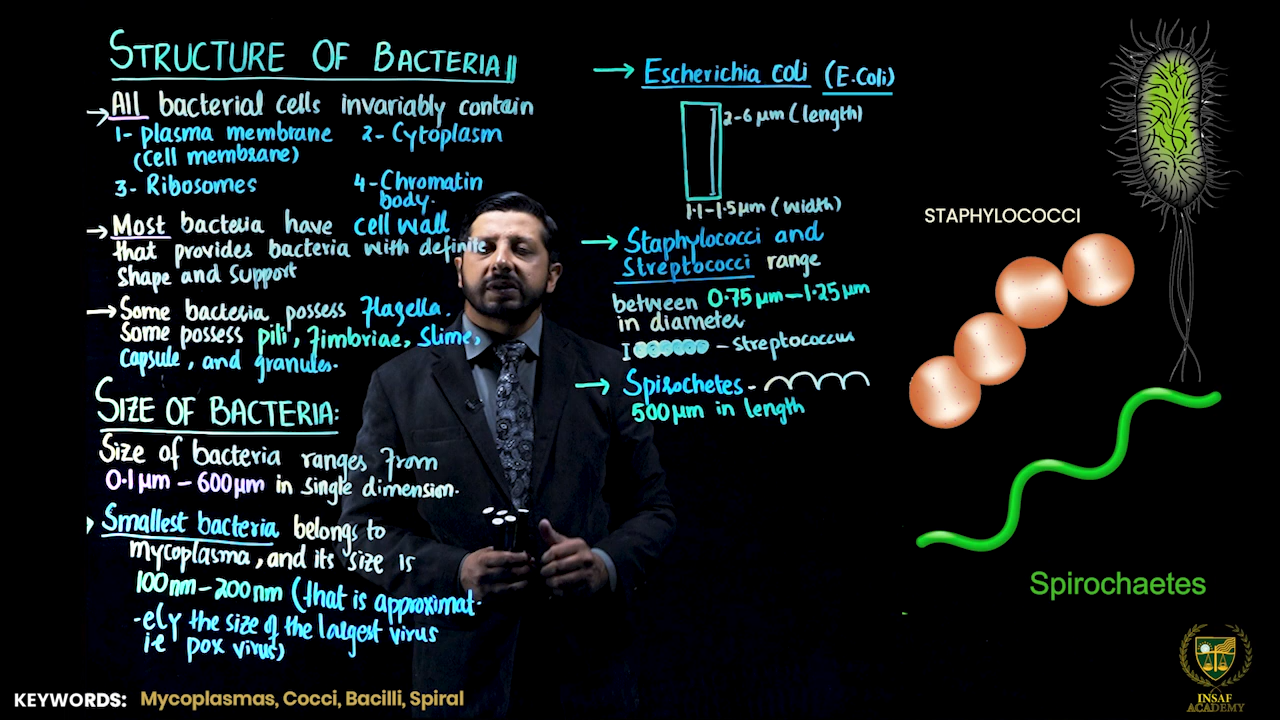 STRUCTURE OF BACTERIA
→ All bacterial cells invariably contain
1- plasma membrane 2- Cytoplasm
(cell membrane)
3- Ribosomes 4- Chromatin
body.
→ Most bacteria have cell wall
that provides bacteria with definite
shape and support
→ Some bacteria possess flagella.
Some possess pili, fimbriae, slime,
capsule, and granules.
SIZE OF BACTERIA:
Size of bacteria ranges from
0.1 µm – 600 µm in single dimension.
Smallest bacteria belongs to
mycoplasma, and its size is
100nm – 200nm (that is approximat-
-ely the size of the largest virus
i.e pox virus)
→ Escherichia coli (E.Coli)
2-6 µm (length)
1.1-1.5 µm (width)
→ Staphylococci and
Streptococci range
between 0.75 µm – 1.25 µm
in diameter
– streptococcus
→ Spirochetes -
500 µm in length
STAPHYLOCOCCI
Spirochaetes
INSAF
ACADEMY
KEYWORDS: Mycoplasmas, Cocci, Bacilli, Spiral